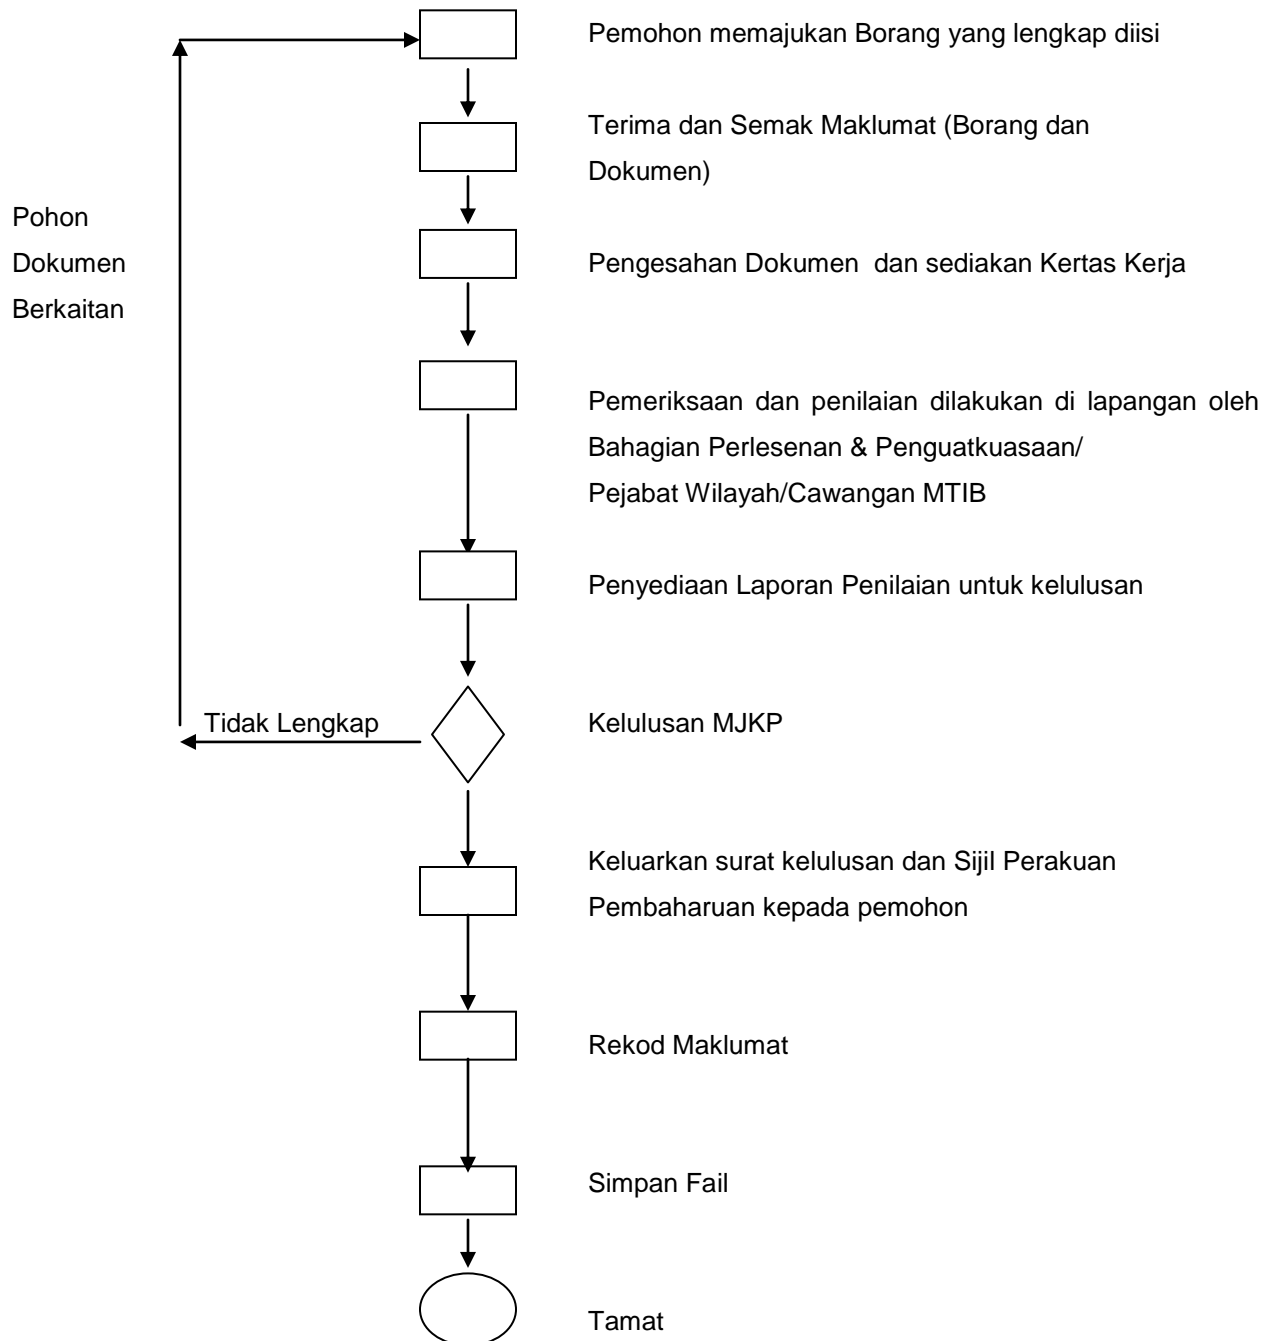 Pemohon memajukan Borang yang lengkap diisi
Terima dan Semak Maklumat (Borang dan
Dokumen)
Pohon
Dokumen
Berkaitan
Pengesahan Dokumen dan sediakan Kertas Kerja
Pemeriksaan dan penilaian dilakukan di lapangan oleh
Bahagian Perlesenan & Penguatkuasaan/
Pejabat Wilayah/Cawangan MTIB
Penyediaan Laporan Penilaian untuk kelulusan
Tidak Lengkap
Kelulusan MJKP
Keluarkan surat kelulusan dan Sijil Perakuan
Pembaharuan kepada pemohon
Rekod Maklumat
Simpan Fail
Tamat